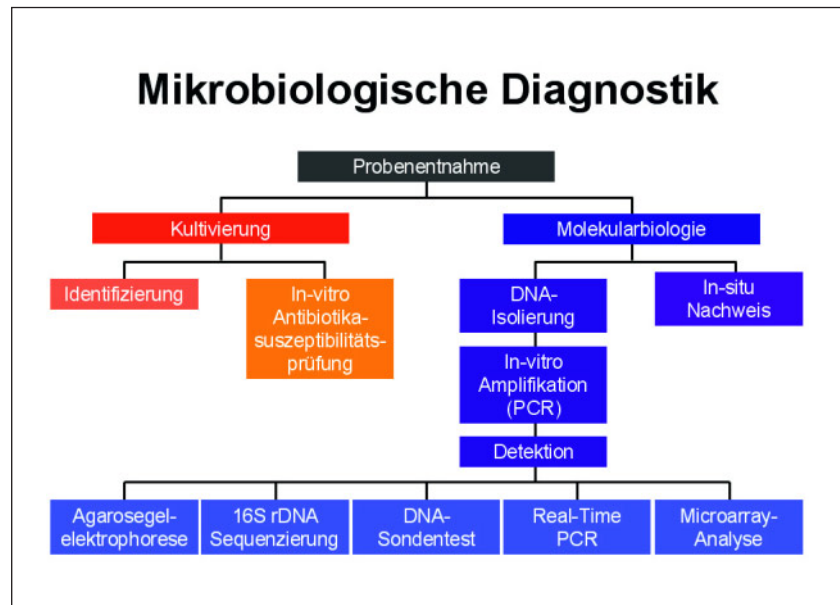 Mikrobiologische Diagnostik
Probenentnahme
Kultivierung
Molekularbiologie
Identifizierung
In-vitro
Antibiotika-
suszeptibilitäts-
prüfung
DNA-
Isolierung
In-situ
Nachweis
In-vitro
Amplifikation
(PCR)
Detektion
Agarosegel-
elektrophorese
16S rDNA
Sequenzierung
DNA-
Sondentest
Real-Time
PCR
Microarray-
Analyse